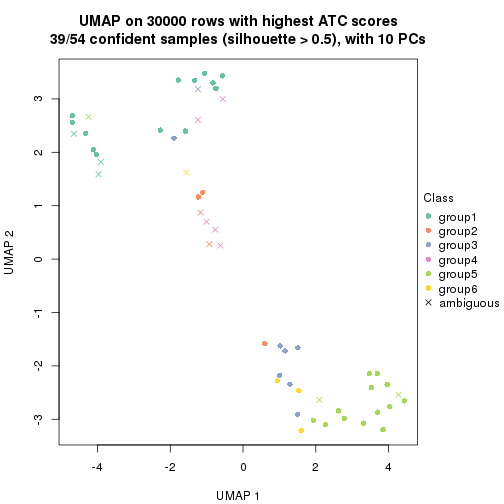 UMAP on 30000 rows with highest ATC scores
39/54 confident samples (silhouette > 0.5), with 10 PCs
3
2
1
0
-1
-2
-3
UMAP 2
-4
-2
0
2
4
UMAP 1
Class
group1
group2
group3
group4
group5
group6
ambiguous